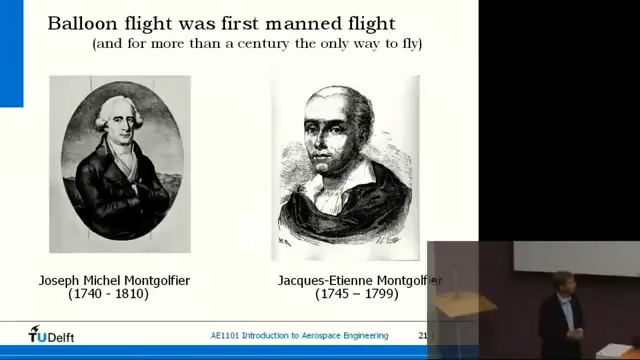 Balloon flight was first manned flight
(and for more than a century the only way to fly)
Joseph Michel Montgolfier
(1740 - 1810)
Jacques-Etienne Montgolfier
(1745 – 1799)
TUDelft
AE1101 Introduction to Aerospace Engineering
21